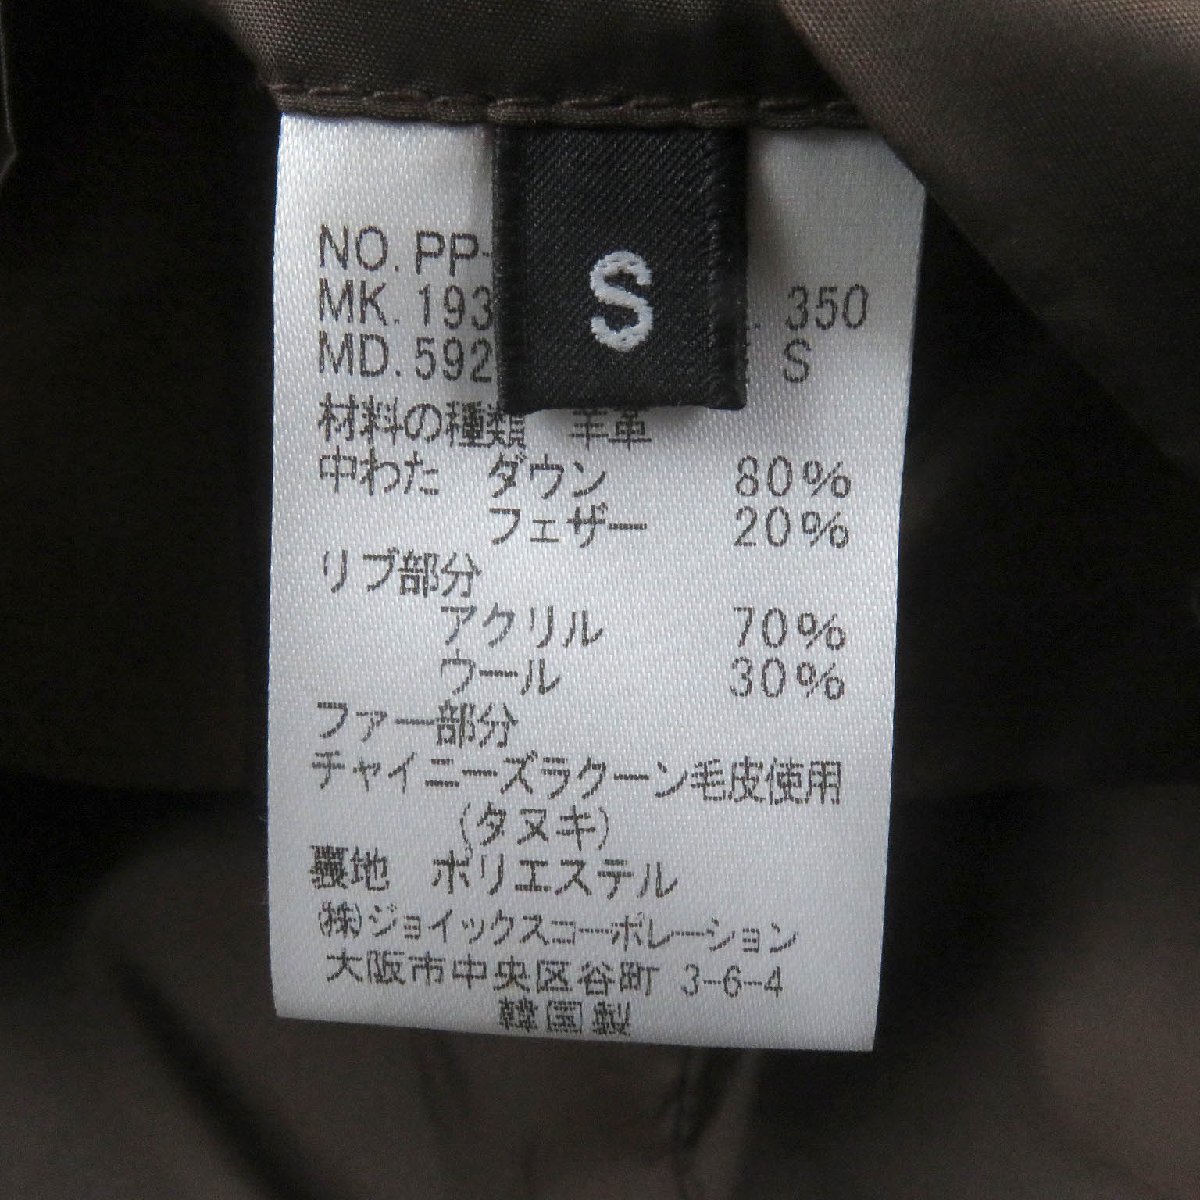 S
NO. PP-
MK. 193 . 350
MD. 592 S
材料の種類 羊革
中わた ダウン 80%
フェザー 20%
リブ部分
アクリル 70%
ウール 30%
ファー部分
チャイニーズラクーン毛皮使用
(タヌキ)
裏地 ポリエステル
(株)ジョイックスコーポレーション
大阪市中央区谷町 3-6-4
韓国製